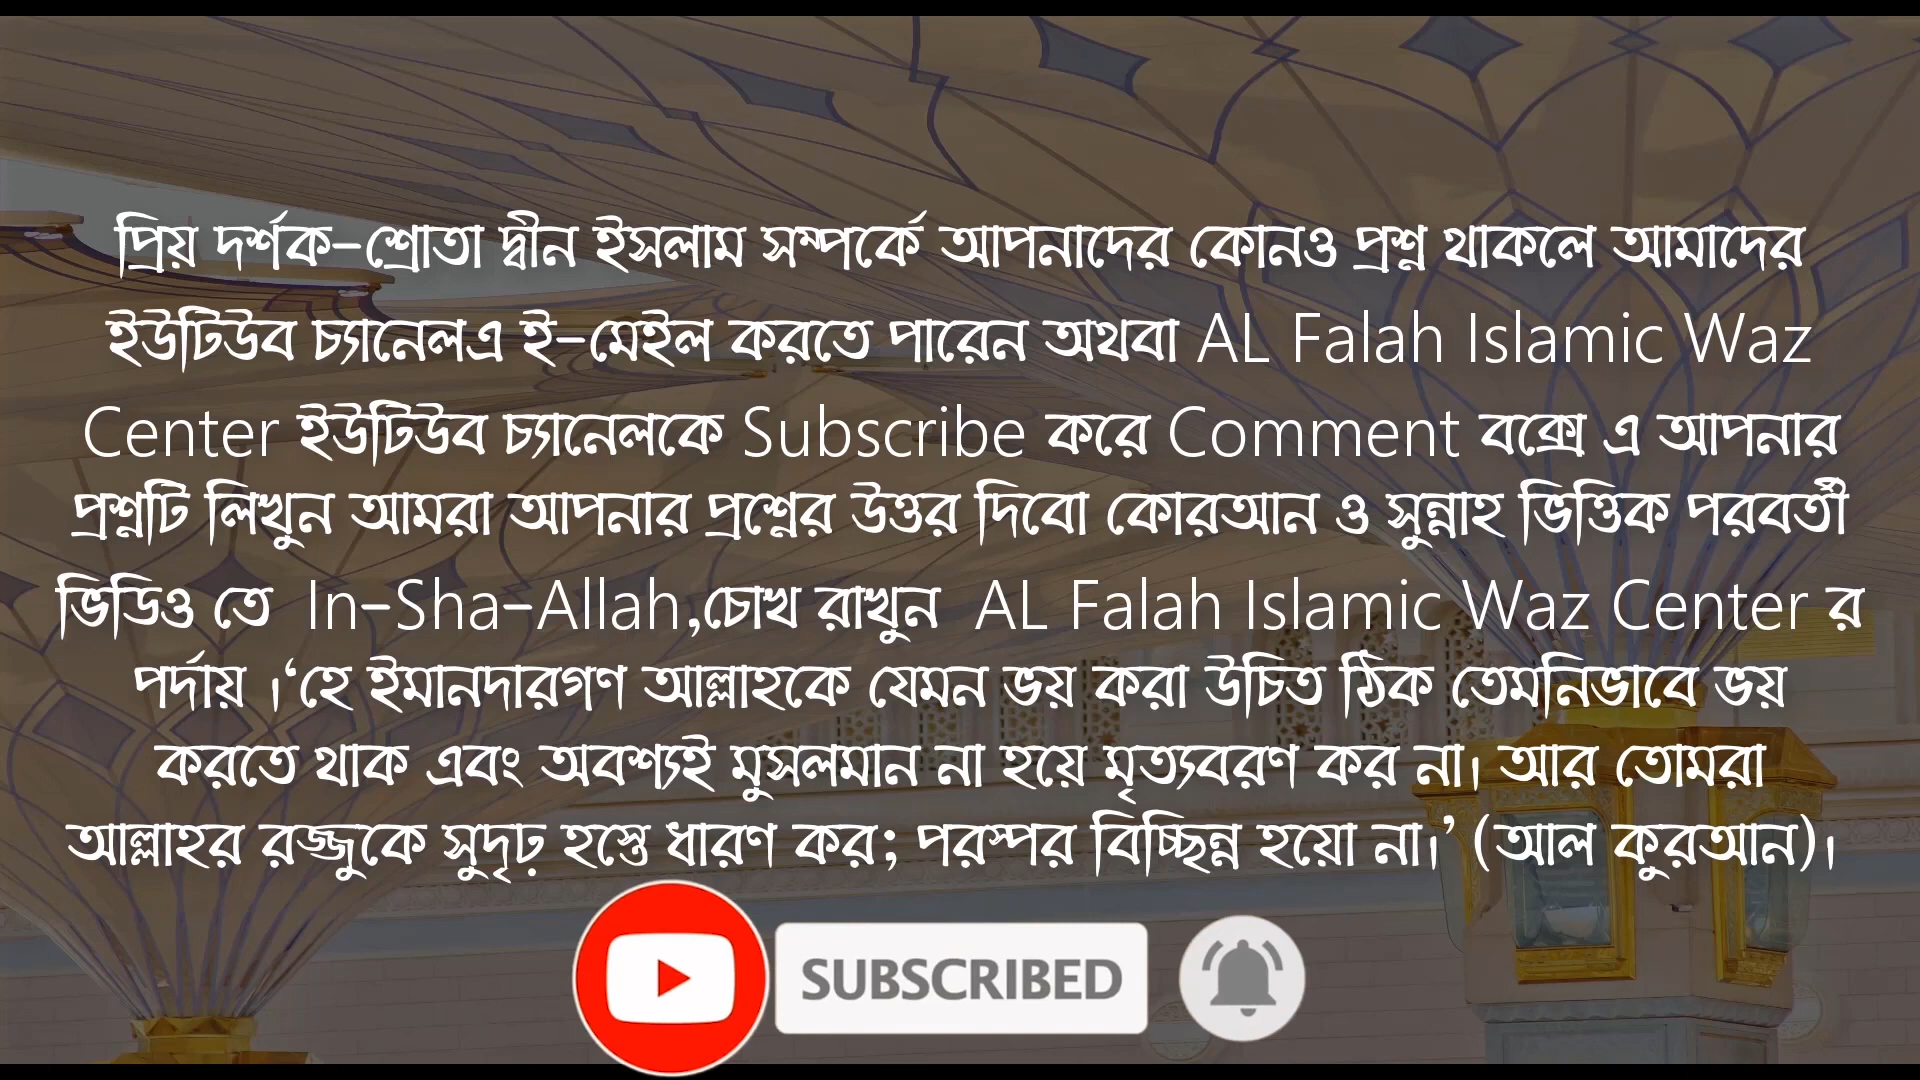 প্রিয় দর্শক-শ্রোতা দ্বীন ইসলাম সম্পর্কে আপনাদের কোনও প্রশ্ন থাকলে আমাদের
ইউটিউব চ্যানেলএ ই-মেইল করতে পারেন অথবা AL Falah Islamic Waz
Center ইউটিউব চ্যানেলকে Subscribe করে Comment বক্সে এ আপনার
প্রশ্নটি লিখুন আমরা আপনার প্রশ্নের উত্তর দিবো কোরআন ও সুন্নাহ ভিত্তিক পরবর্তী
ভিডিও তে In-Sha-Allah,চোখ রাখুন AL Falah Islamic Waz Center র
পর্দায় ।‘হে ইমানদারগণ আল্লাহকে যেমন ভয় করা উচিত ঠিক তেমনিভাবে ভয়
করতে থাক এবং অবশ্যই মুসলমান না হয়ে মৃত্যবরণ কর না। আর তোমরা
আল্লাহর রজ্জুকে সুদৃঢ় হস্তে ধারণ কর; পরস্পর বিচ্ছিন্ন হয়ো না।’ (আল কুরআন)।
SUBSCRIBED